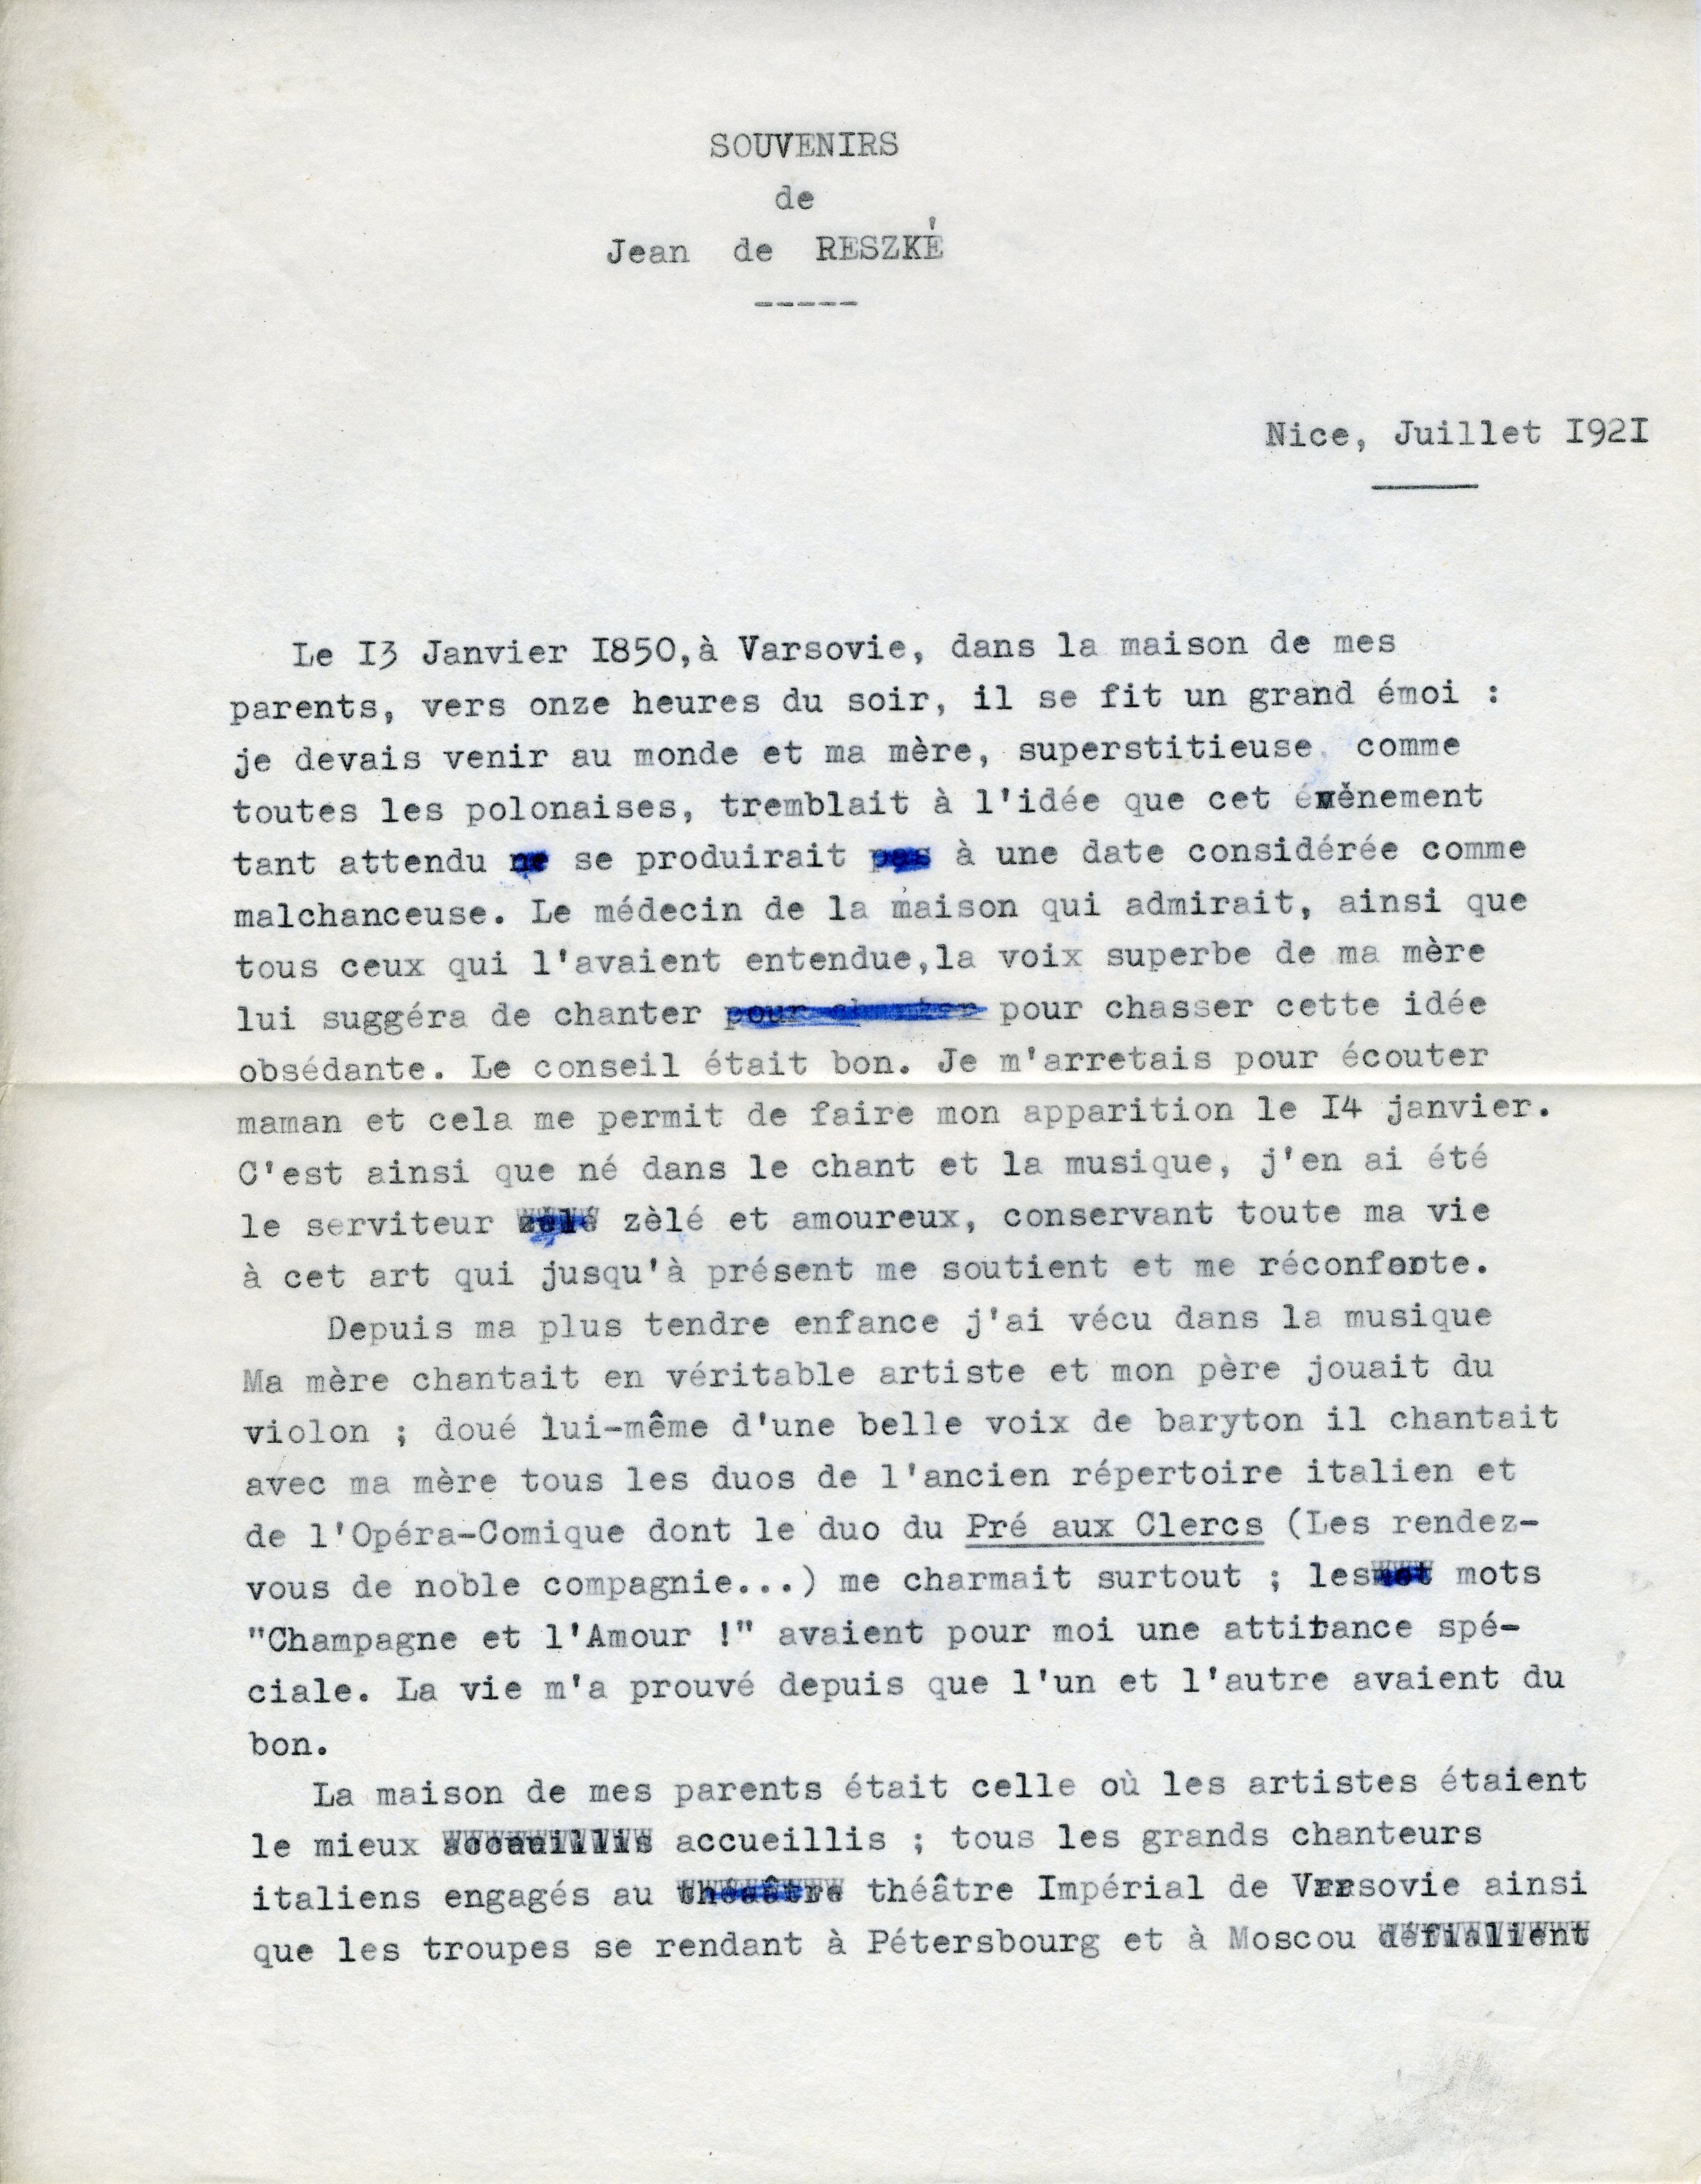 SOUVENIRS
de
Jean de RESZKÉ
-----
Nice, Juillet I92I
Le I3 Janvier I850,à Varsovie, dans la maison de mes
parents, vers onze heures du soir, il se fit un grand émoi :
je devais venir au monde et ma mère, superstitieuse comme
toutes les polonaises, tremblait à l'idée que cet évènement
tant attendu ne se produirait pas à une date considérée comme
malchanceuse. Le médecin de la maison qui admirait, ainsi que
tous ceux qui l'avaient entendue,la voix superbe de ma mère
lui suggéra de chanter pour chanter pour chasser cette idée
obsédante. Le conseil était bon. Je m'arretais pour écouter
maman et cela me permit de faire mon apparition le I4 janvier.
C'est ainsi que né dans le chant et la musique, j'en ai été
le serviteur zèlé et amoureux, conservant toute ma vie
à cet art qui jusqu'à présent me soutient et me réconforte.
Depuis ma plus tendre enfance j'ai vécu dans la musique
Ma mère chantait en véritable artiste et mon père jouait du
violon ; doué lui-même d'une belle voix de baryton il chantait
avec ma mère tous les duos de l'ancien répertoire italien et
de l'Opéra-Comique dont le duo du Pré aux Clercs (Les rendez-
vous de noble compagnie...) me charmait surtout ; les mots
"Champagne et l'Amour !" avaient pour moi une attirance spé-
ciale. La vie m'a prouvé depuis que l'un et l'autre avaient du
bon.
La maison de mes parents était celle où les artistes étaient
le mieux accueillis ; tous les grands chanteurs
italiens engagés au théâtre théâtre Impérial de Varsovie ainsi
que les troupes se rendant à Pétersbourg et à Moscou défialient